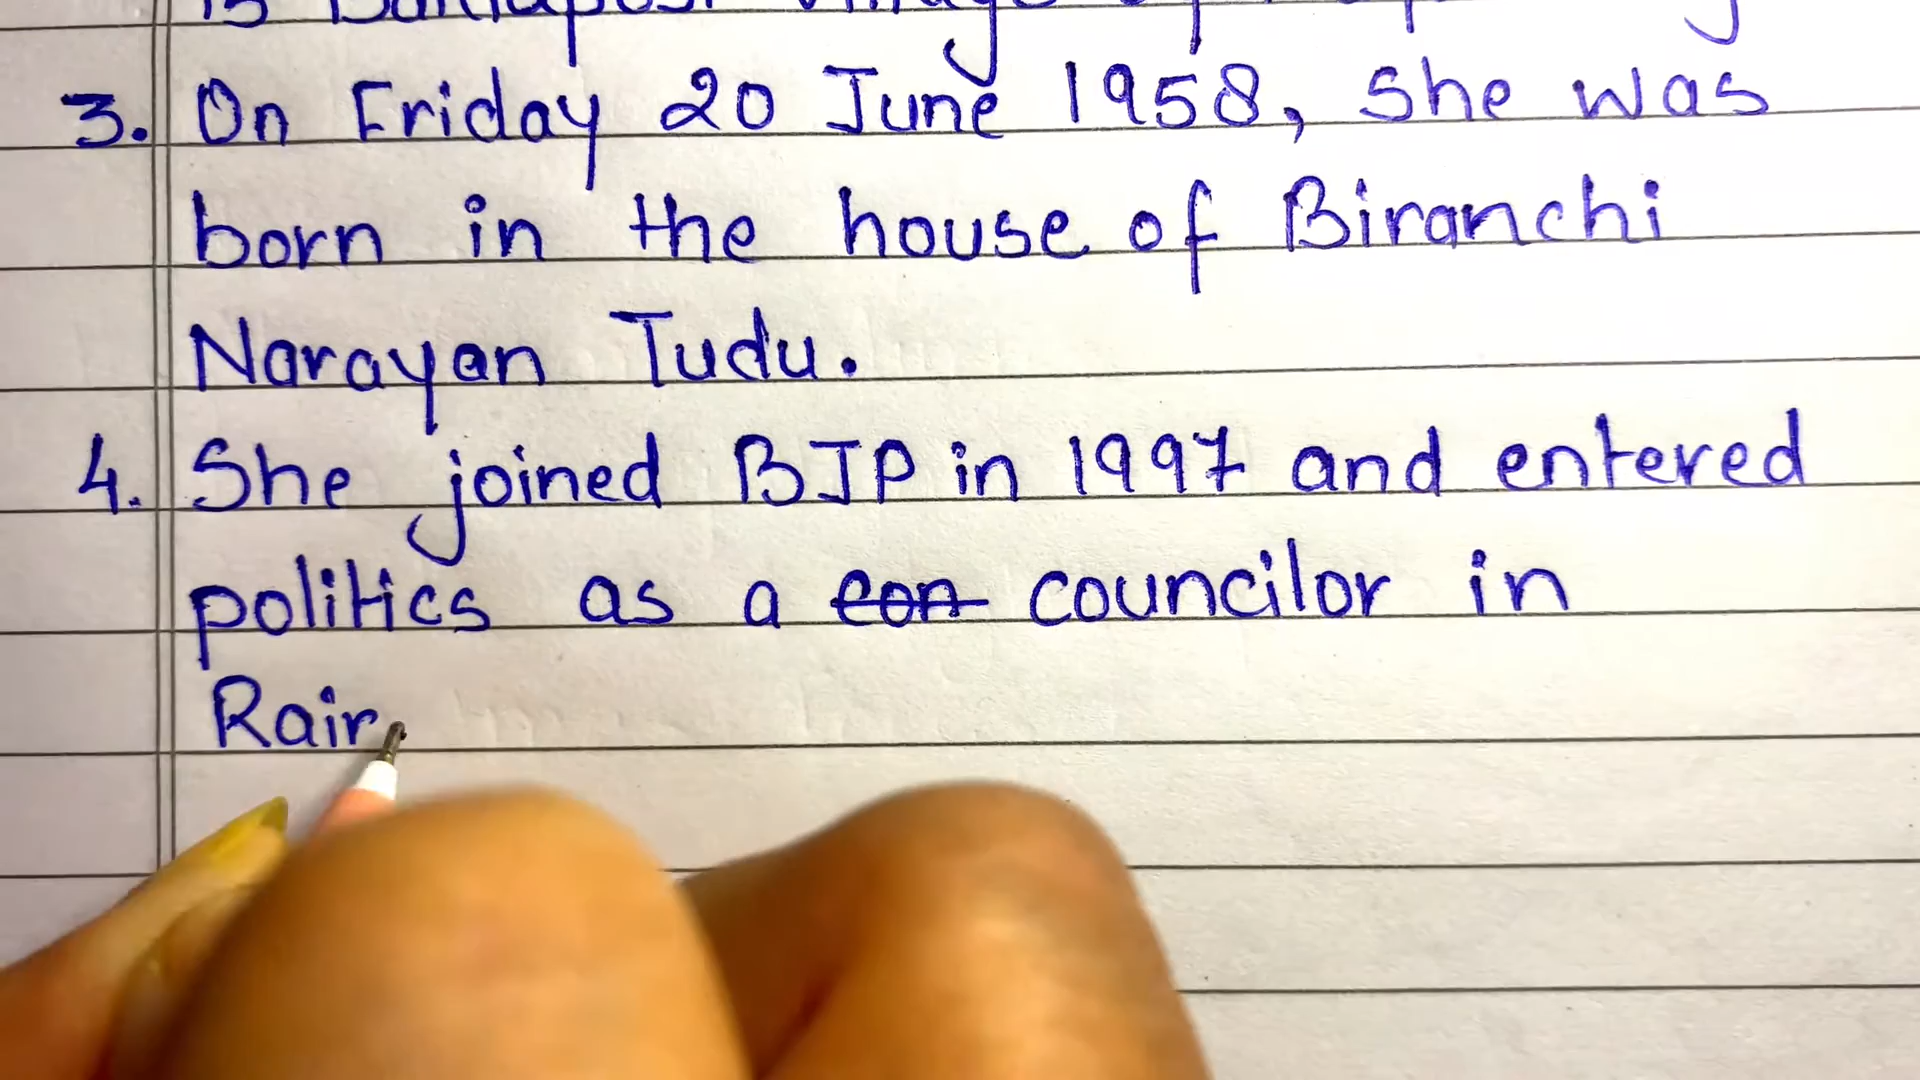 3. On Friday 20 June 1958, she was
born in the house of Biranchi
Narayan Tudu.
4. She joined BJP in 1997 and entered
politics as a con councilor in
Rair